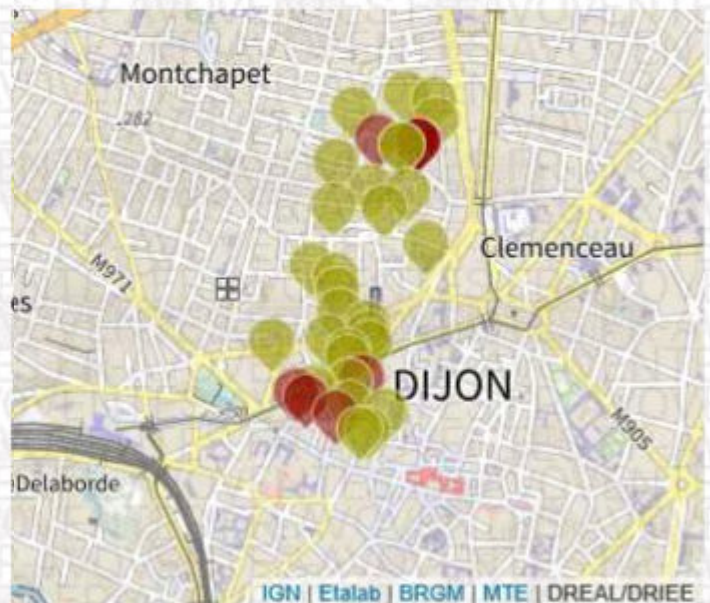 Montchapet
282
Clemenceau
M971
es
DIJON
M905
Delaborde
IGN | Etalab | BRGM | MTE | DREAL/DRIEE